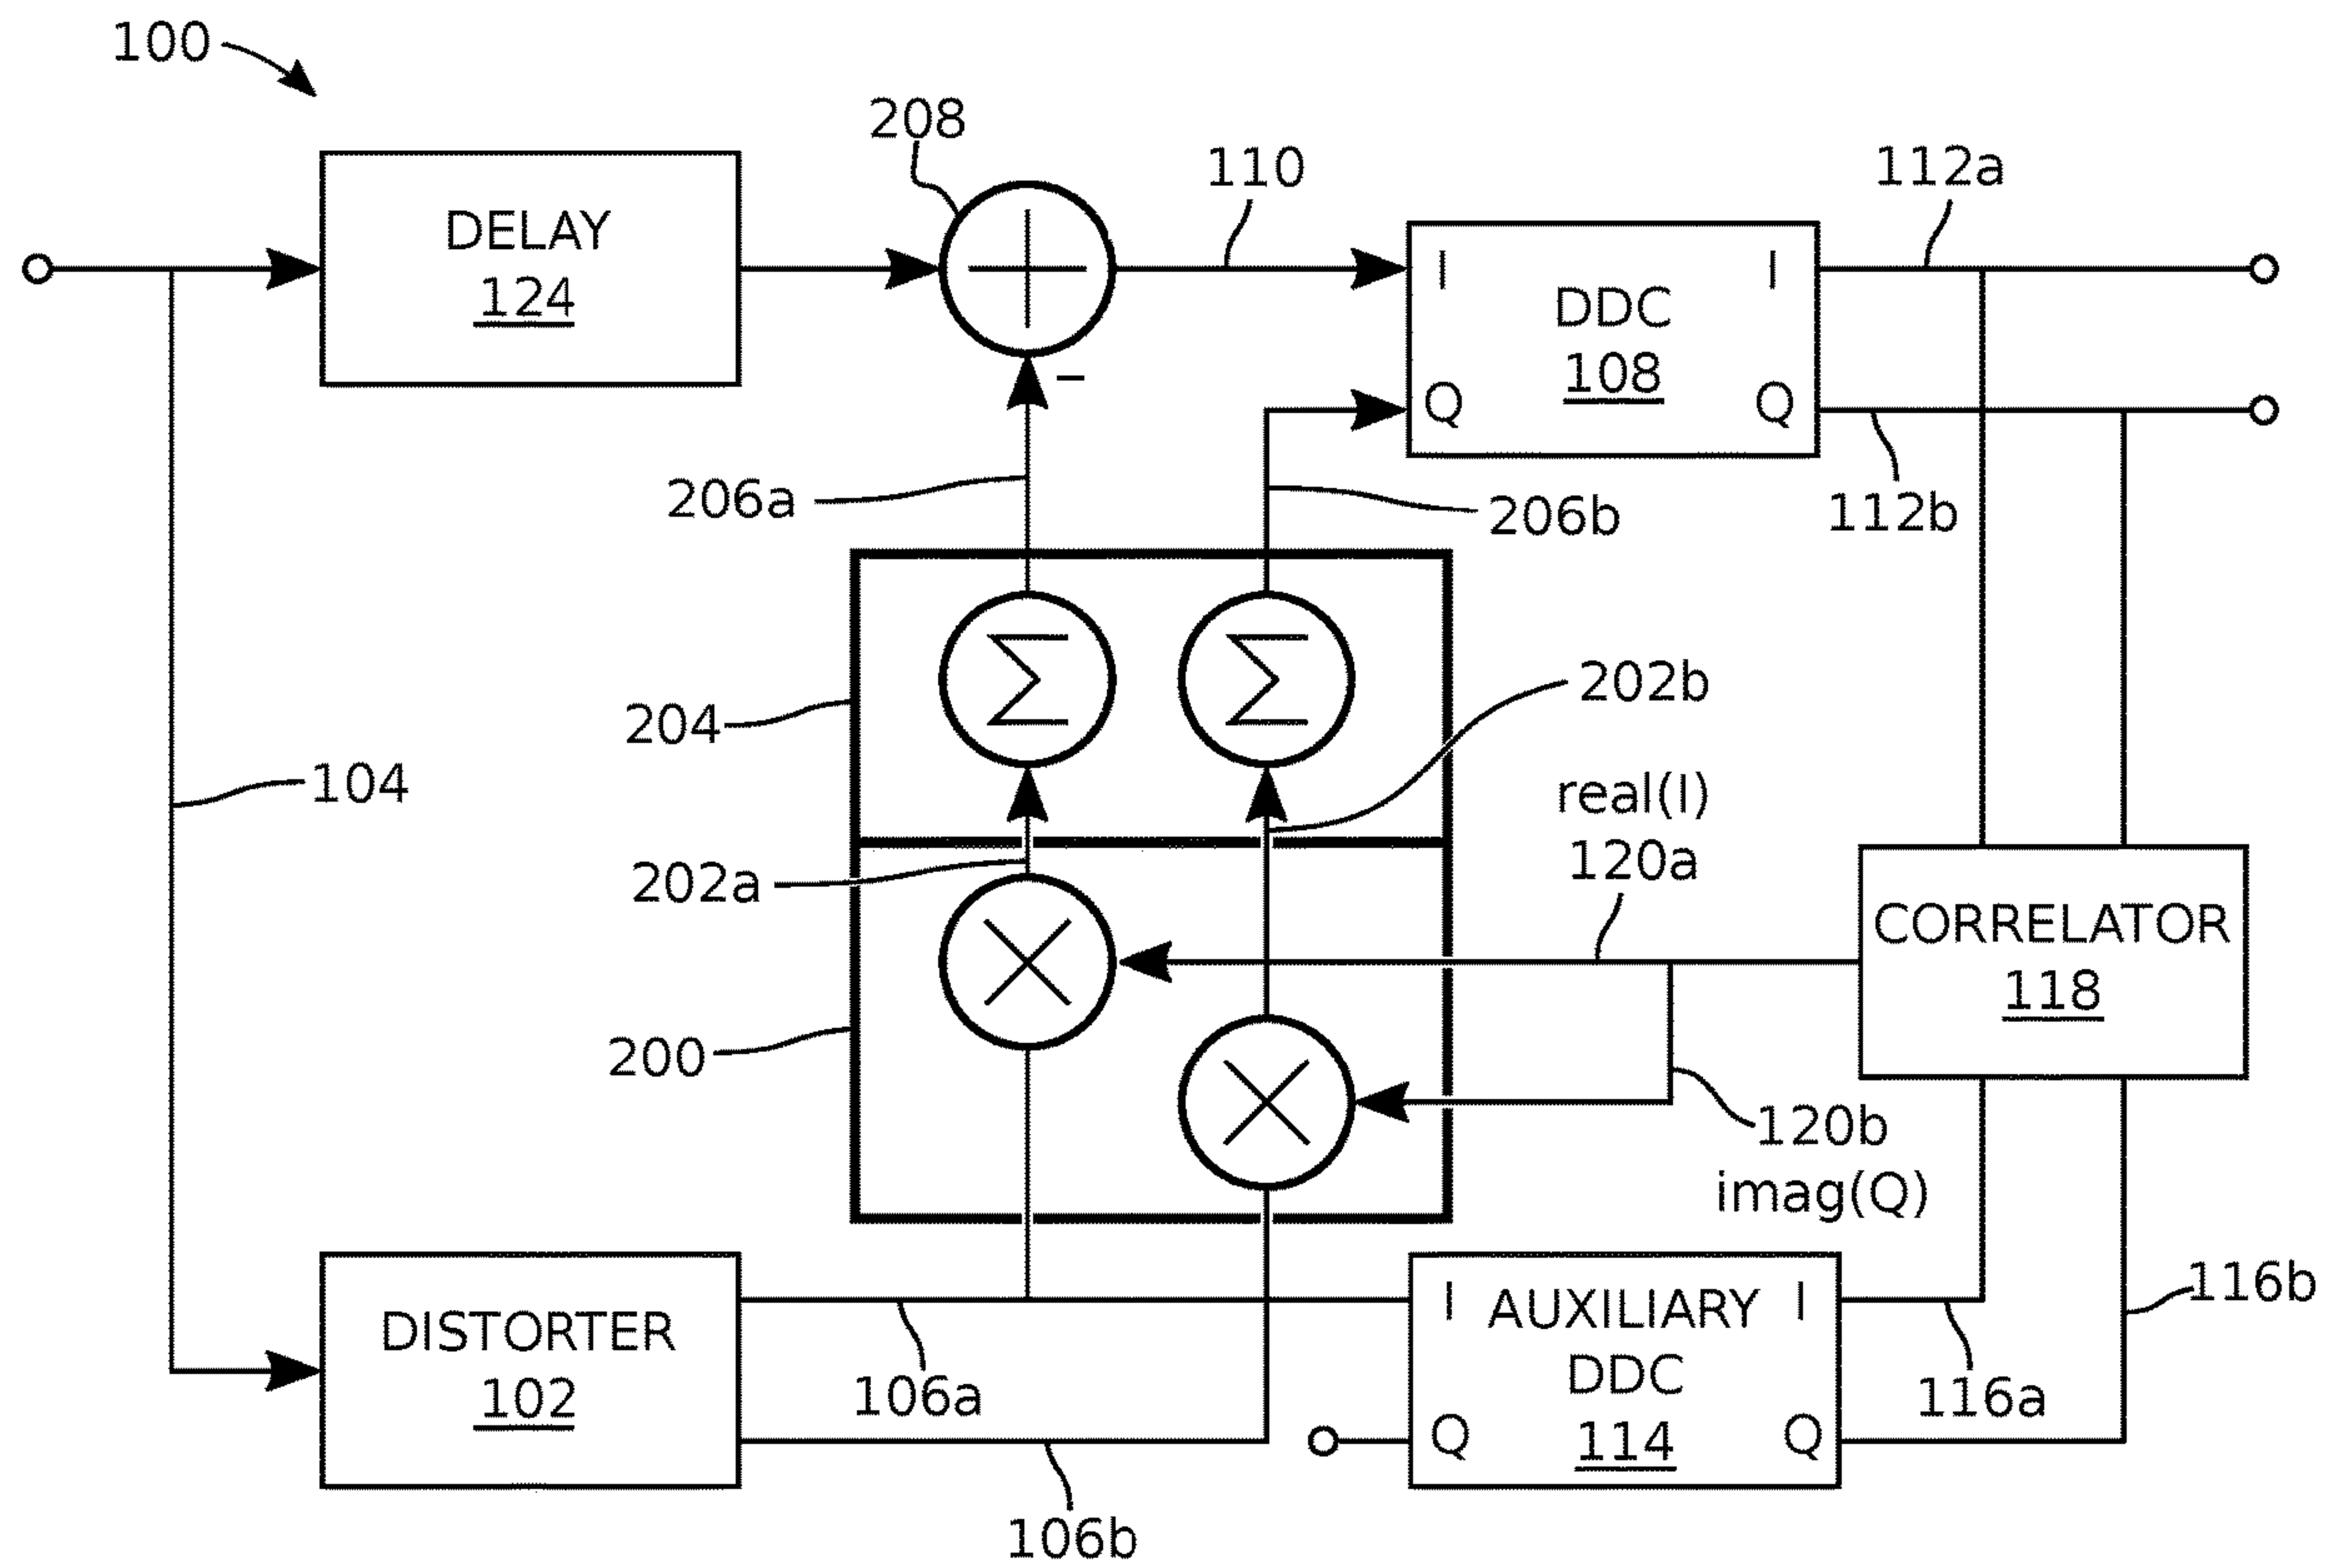 100
208
110
112a
DELAY
124
I
I
DDC
108
Q
Q
−
206a
206b
112b
Σ
Σ
202b
204
real(I)
104
120a
202a
CORRELATOR
118
200
120b
imag(Q)
116b
DISTORTER
102
I
AUXILIARY
I
DDC
114
Q
Q
106a
116a
106b